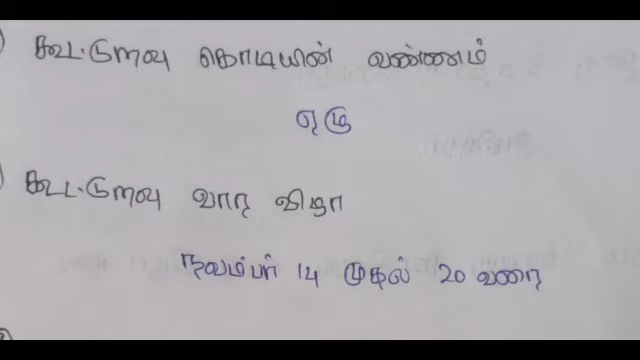 கூட்டுறவு கொடியின் வண்ணம்
ஏழு
கூட்டுறவு வார விழா
நவம்பர் 14 முதல் 20 வரை